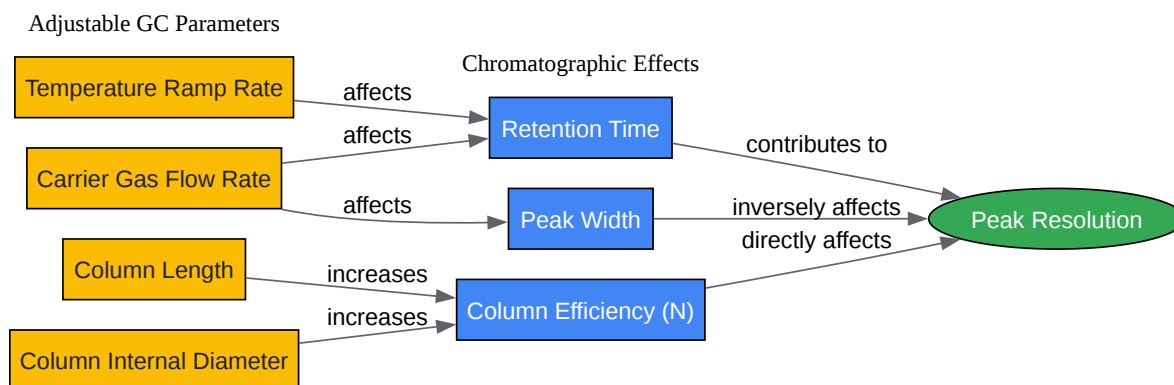 Adjustable GC Parameters
Chromatographic Effects
Temperature Ramp Rate
affects
Retention Time
affects
contributes to
Carrier Gas Flow Rate
affects
Peak Width
inversely affects
Peak Resolution
directly affects
Column Length
increases
Column Efficiency (N)
increases
Column Internal Diameter